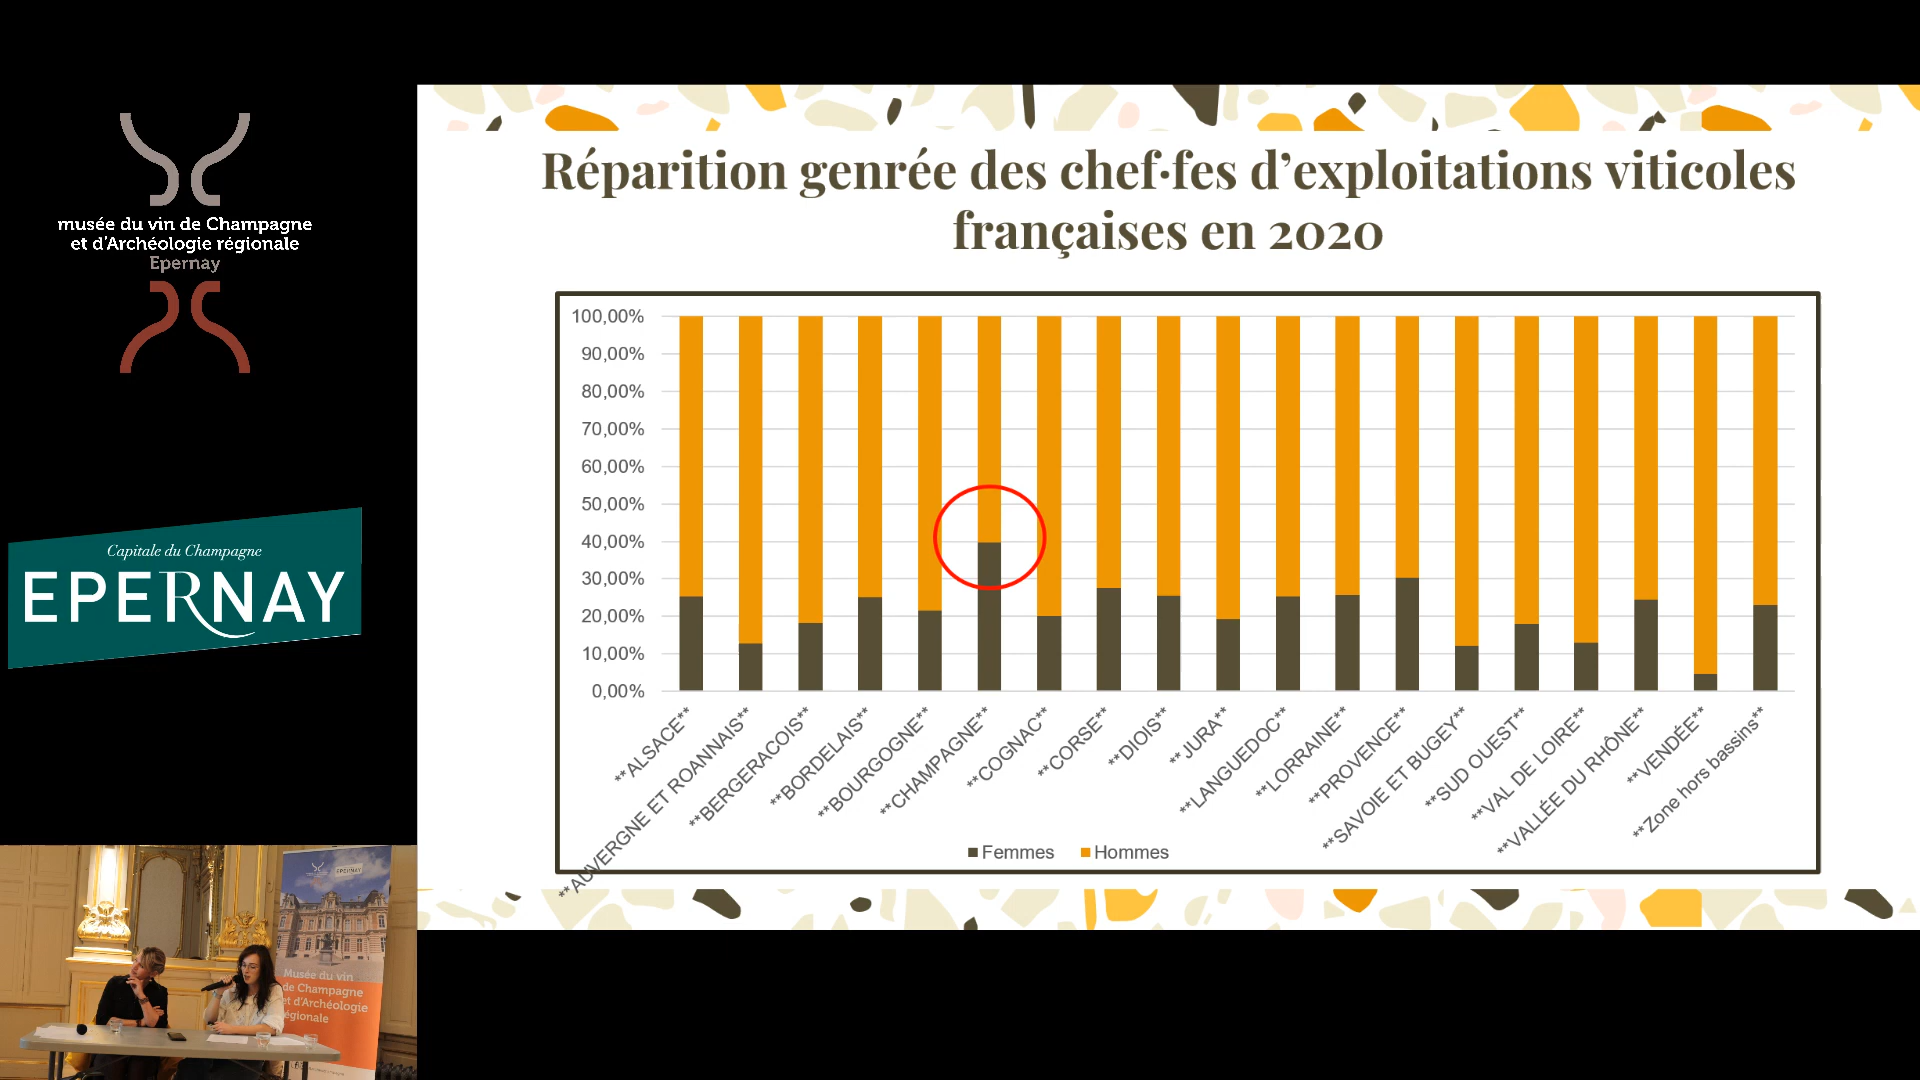 musée du vin de Champagne
et d'Archéologie régionale
Epernay
Capitale du Champagne
EPERNAY
Réparition genrée des chef·fes d'exploitations viticoles
françaises en 2020
100,00%
90,00%
80,00%
70,00%
60,00%
50,00%
40,00%
30,00%
20,00%
10,00%
0,00%
**ALSACE**
**AUVERGNE ET ROANNAIS**
**BERGERACOIS**
**BORDELAIS**
**BOURGOGNE**
**CHAMPAGNE**
**COGNAC**
**CORSE**
**DIOIS**
**JURA**
**LANGUEDOC**
**LORRAINE**
**PROVENCE**
**SAVOIE ET BUGEY**
**SUD OUEST**
**VAL DE LOIRE**
**VALLÉE DU RHÔNE**
**VENDÉE**
**Zone hors bassins**
Femmes
Hommes
EPERNAY
Musée du vin
de Champagne
et d'Archéologie
régionale